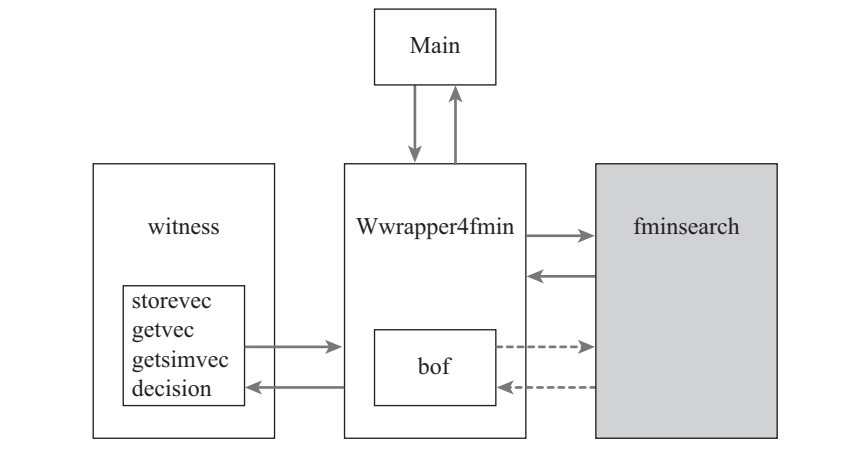 Main
witness
Wwrapper4fmin
fminsearch
storevec
getvec
getsimvec
decision
bof